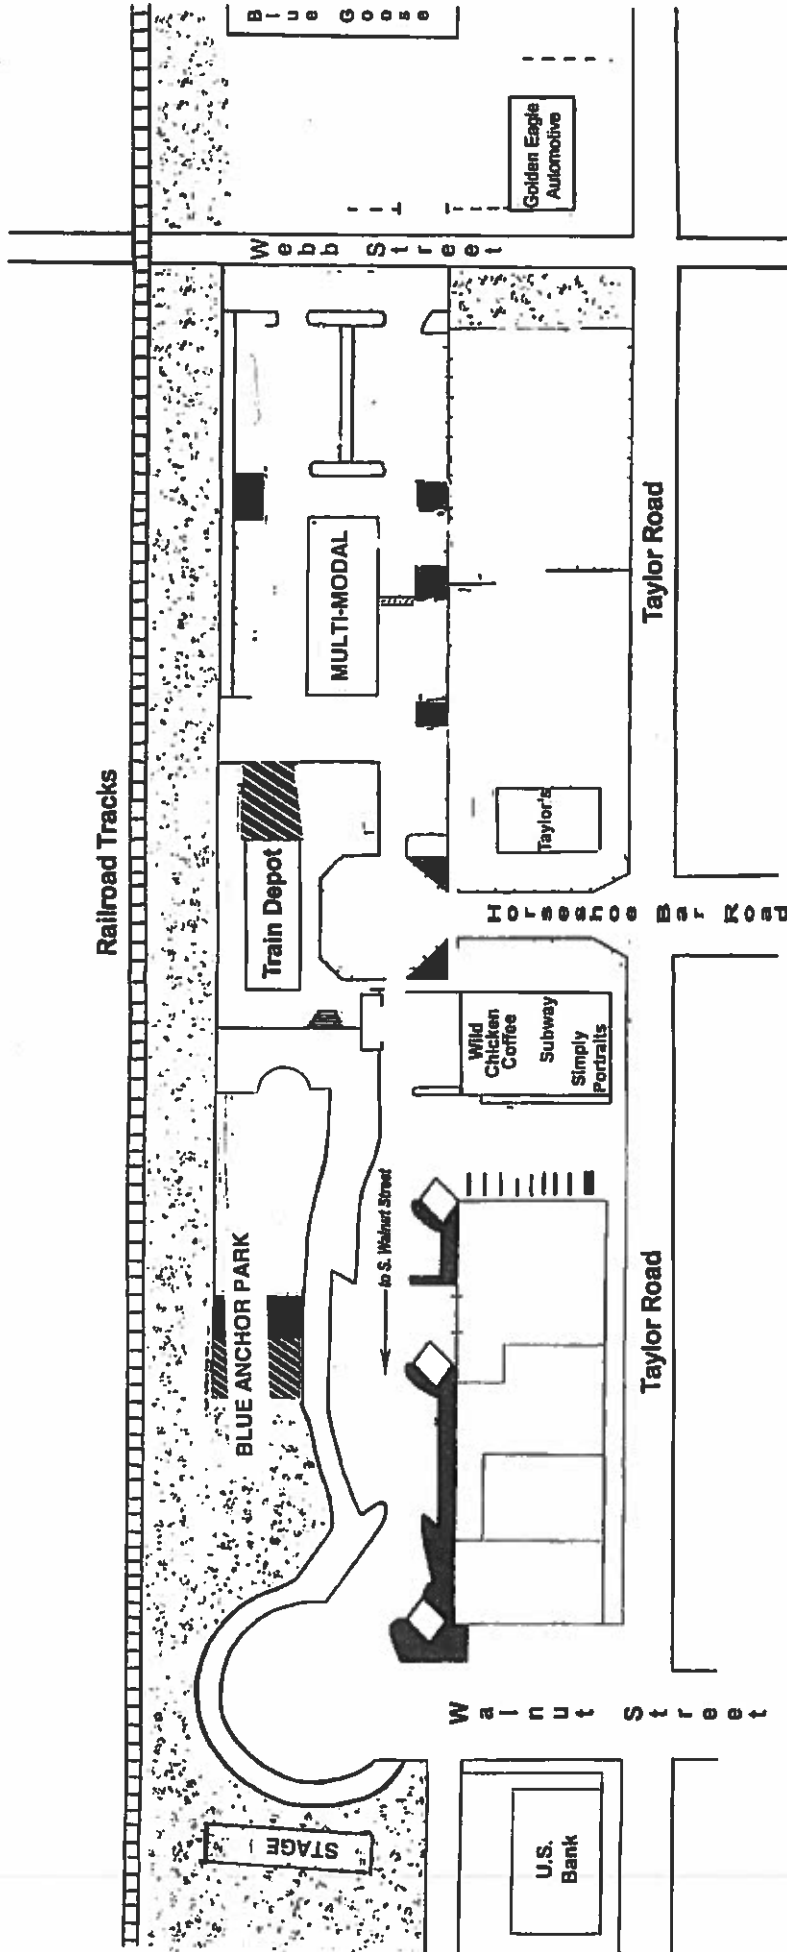 Railroad Tracks
STAGE
BLUE ANCHOR PARK
Train Depot
MULTI-MODAL
Blue Goose
to S. Walnut Street
U.S.
Bank
Walnut Street
Wild
Chicken
Coffee
Subway
Simply
Portraits
Horseshoe Bar Road
Taylor's
Webb Street
Golden Eagle
Automotive
Taylor Road
Taylor Road